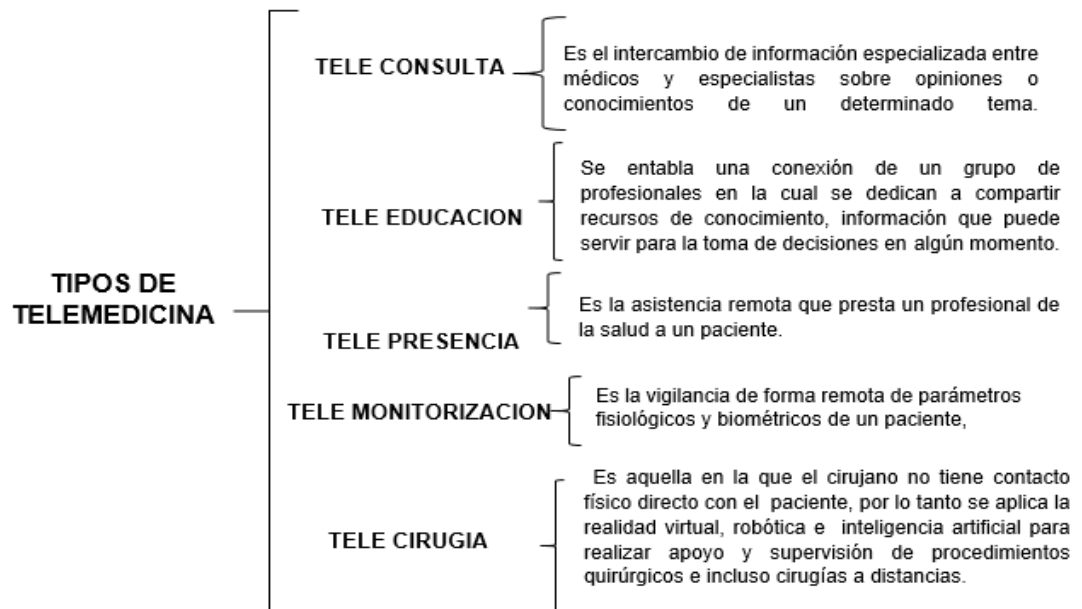 TIPOS DE
TELEMEDICINA
TELE CONSULTA
Es el intercambio de información especializada entre
médicos y especialistas sobre opiniones o
conocimientos de un determinado tema.
TELE EDUCACION
Se entabla una conexión de un grupo de
profesionales en la cual se dedican a compartir
recursos de conocimiento, información que puede
servir para la toma de decisiones en algún momento.
TELE PRESENCIA
Es la asistencia remota que presta un profesional de
la salud a un paciente.
TELE MONITORIZACION
Es la vigilancia de forma remota de parámetros
fisiológicos y biométricos de un paciente,
TELE CIRUGIA
Es aquella en la que el cirujano no tiene contacto
físico directo con el paciente, por lo tanto se aplica la
realidad virtual, robótica e inteligencia artificial para
realizar apoyo y supervisión de procedimientos
quirúrgicos e incluso cirugías a distancias.